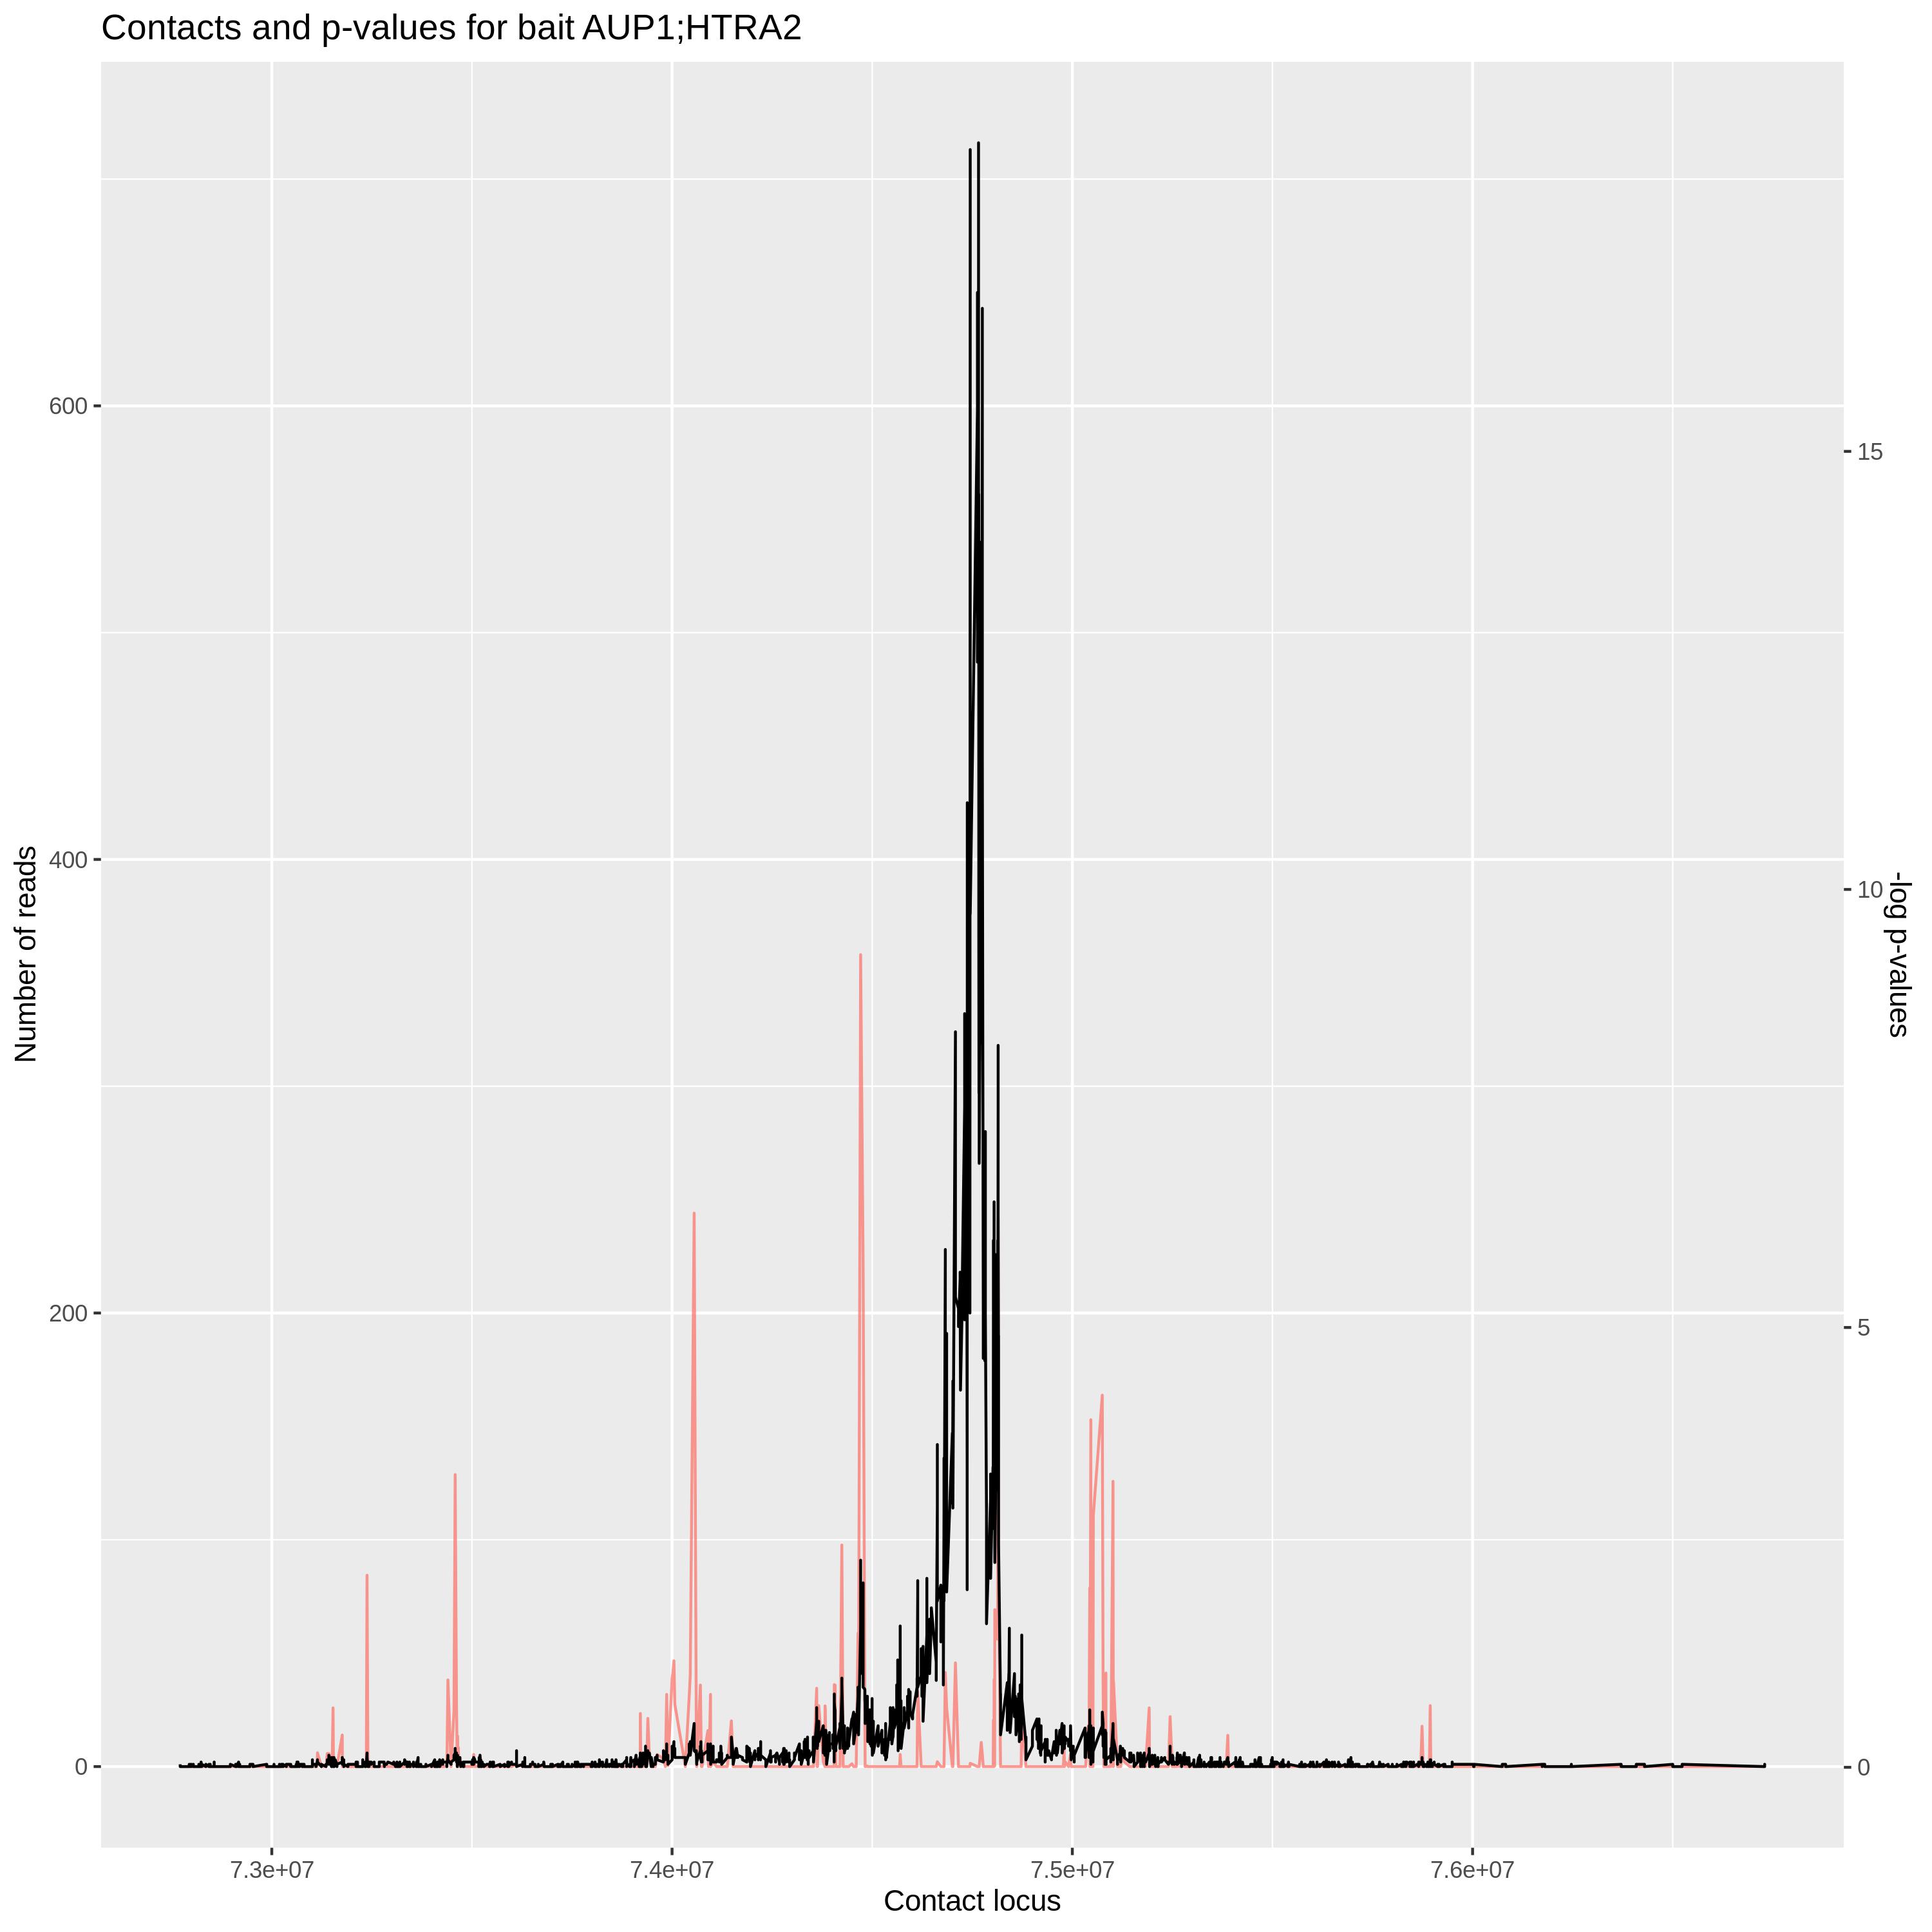 Contacts and p-values for bait AUP1;HTRA2
Number of reads
600
400
200
0
15
10
5
0
-log p-values
7.3e+07
7.4e+07
7.5e+07
7.6e+07
Contact locus